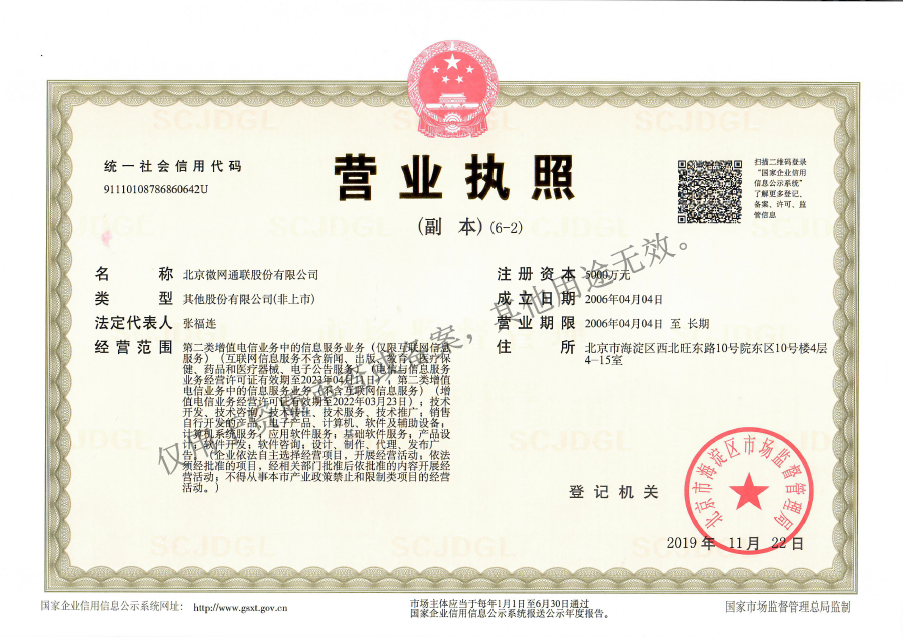 统一社会信用代码
91110108786860642U
营业执照
(副 本)(6-2)
扫描二维码登录
“国家企业信用
信息公示系统”
了解更多登记、
备案、许可、监
管信息
名 称 北京微网通联股份有限公司
类 型 其他股份有限公司(非上市)
法定代表人 张福连
经营范围 第二类增值电信业务中的信息服务业务（仅限互联网信息
服务）（互联网信息服务不含新闻、出版、教育、医疗保
健、药品和医疗器械、电子公告服务）；（电信与信息服务
业务经营许可证有效期至2023年04月11日）；第二类增值
电信业务中的信息服务业务（不含互联网信息服务）（增
值电信业务经营许可证有效期至2022年03月23日）；技术
开发、技术咨询、技术转让、技术服务、技术推广；销售
自行开发的产品、电子产品、计算机、软件及辅助设备；
计算机系统服务；应用软件服务；基础软件服务；产品设
计；软件开发；软件咨询；设计、制作、代理、发布广
告。（企业依法自主选择经营项目，开展经营活动；依法
须经批准的项目，经相关部门批准后依批准的内容开展经
营活动；不得从事本市产业政策禁止和限制类项目的经营
活动。）
注册资本 5000万元
成立日期 2006年04月04日
营业期限 2006年04月04日 至 长期
住 所 北京市海淀区西北旺东路10号院东区10号楼4层
4-15室
备案，其他用途无效。
登记机关
北京市海淀区市场监督管理局
2019 年 11 月 22 日
国家企业信用信息公示系统网址： http://www.gsxt.gov.cn
市场主体应当于每年1月1日至6月30日通过
国家企业信用信息公示系统报送公示年度报告。
国家市场监督管理总局监制